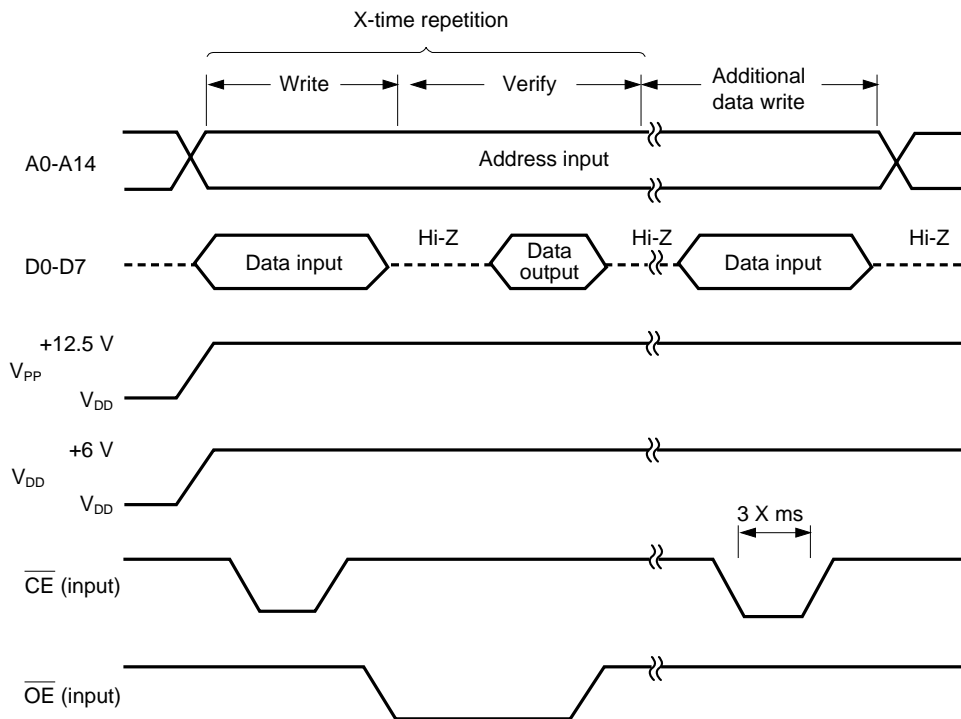 X-time repetition
Write
Verify
Additional
data write
A0-A14
Address input
D0-D7
Data input
Hi-Z
Data
output
Hi-Z
Data input
Hi-Z
+12.5 V
VPP
VDD
+6 V
VDD
VDD
3 X ms
CE (input)
OE (input)